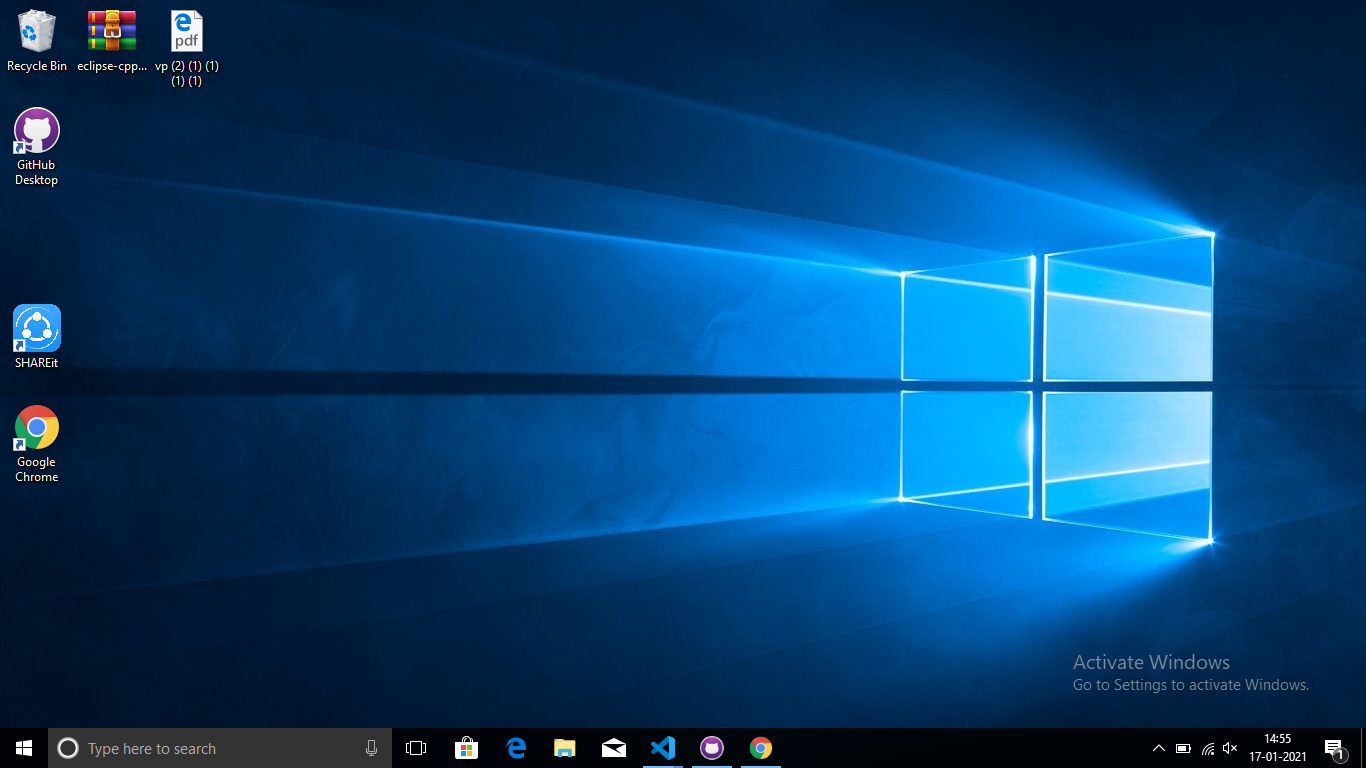 Recycle Bin
eclipse-cpp...
vp (2) (1) (1)
(1) (1)
pdf
GitHub
Desktop
SHAREit
Google
Chrome
Activate Windows
Go to Settings to activate Windows.
Type here to search
14:55
17-01-2021
1